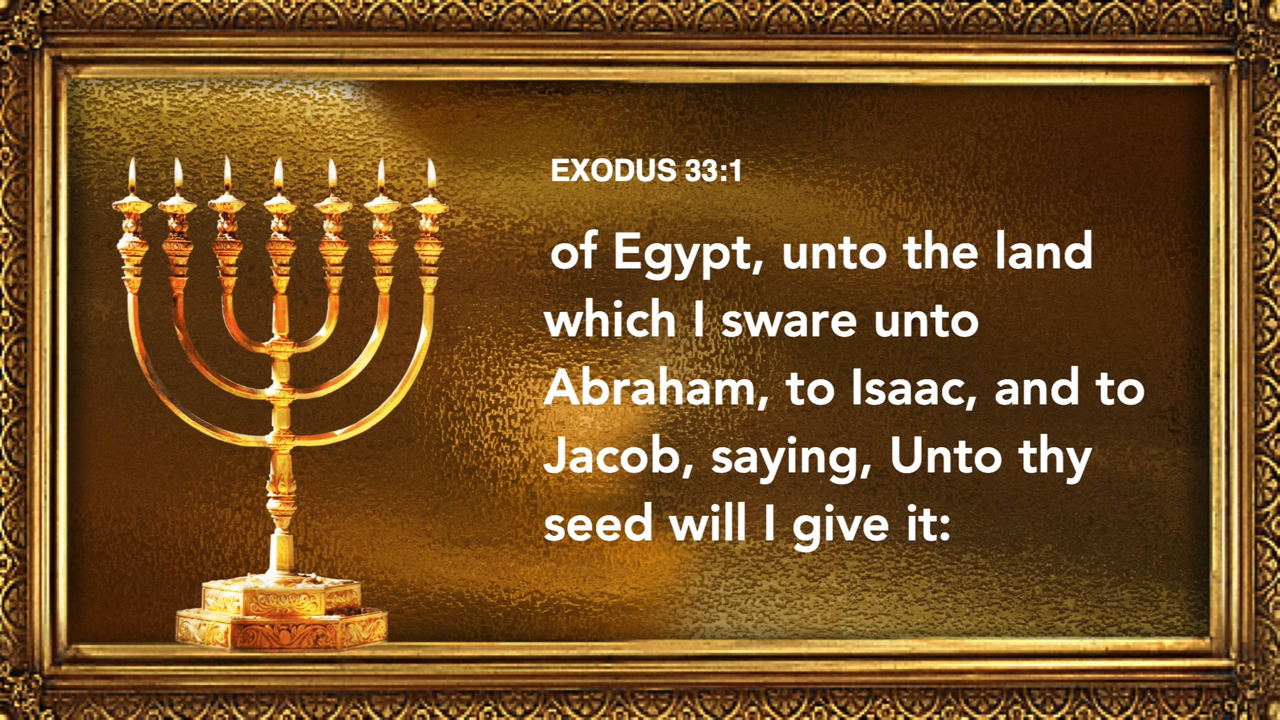 EXODUS 33:1
of Egypt, unto the land
which I sware unto
Abraham, to Isaac, and to
Jacob, saying, Unto thy
seed will I give it: